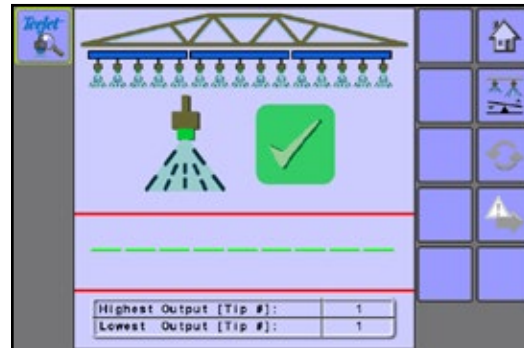 TeeJet
Highest Output [Tip #]: 1
Lowest Output [Tip #]: 1